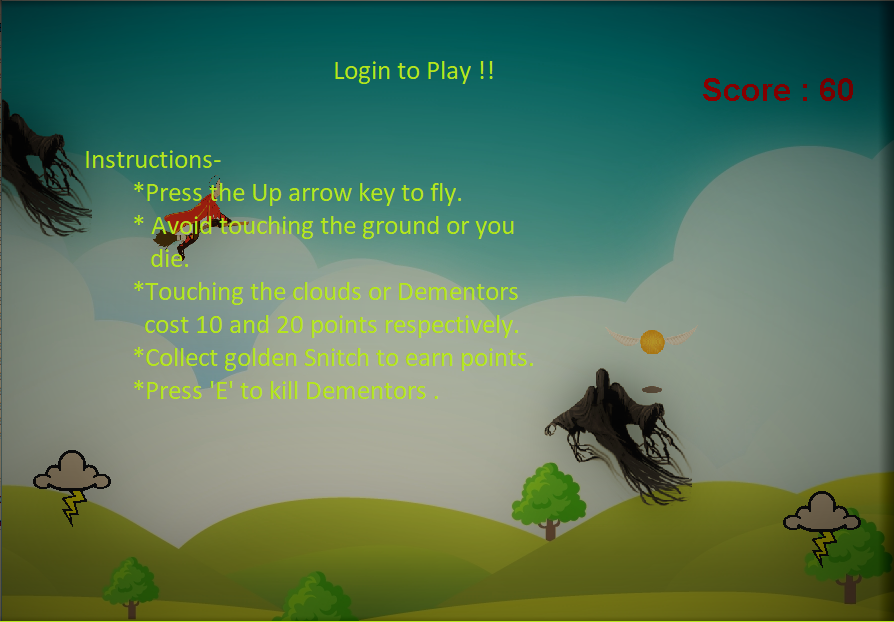 Login to Play !!
Score : 60
Instructions-
*Press the Up arrow key to fly.
* Avoid touching the ground or you
die.
*Touching the clouds or Dementors
cost 10 and 20 points respectively.
*Collect golden Snitch to earn points.
*Press 'E' to kill Dementors .